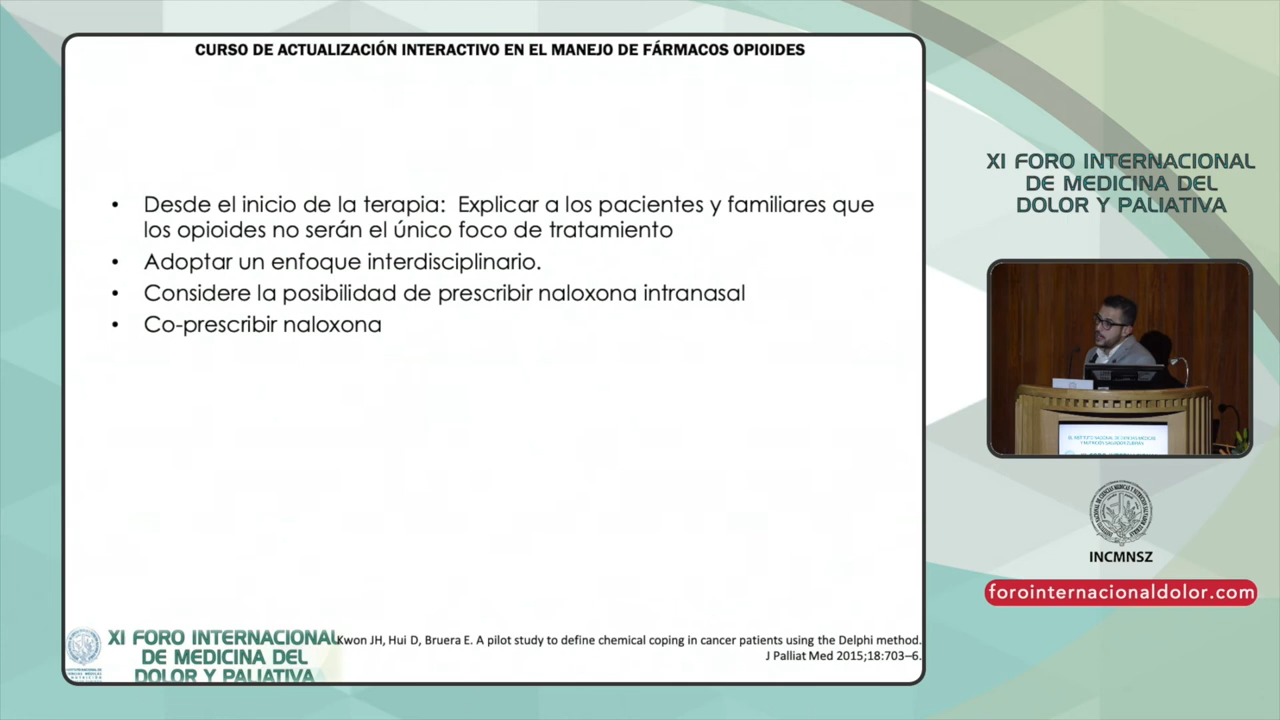 CURSO DE ACTUALIZACIÓN INTERACTIVO EN EL MANEJO DE FÁRMACOS OPIOIDES
• Desde el inicio de la terapia: Explicar a los pacientes y familiares que
los opioides no serán el único foco de tratamiento
• Adoptar un enfoque interdisciplinario.
• Considere la posibilidad de prescribir naloxona intranasal
• Co-prescribir naloxona
XI FORO INTERNACIONAL
DE MEDICINA DEL
DOLOR Y PALIATIVA
Kwon JH, Hui D, Bruera E. A pilot study to define chemical coping in cancer patients using the Delphi method.
J Palliat Med 2015;18:703–6.
XI FORO INTERNACIONAL
DE MEDICINA DEL
DOLOR Y PALIATIVA
INCMNSZ
forointernacionaldolor.com